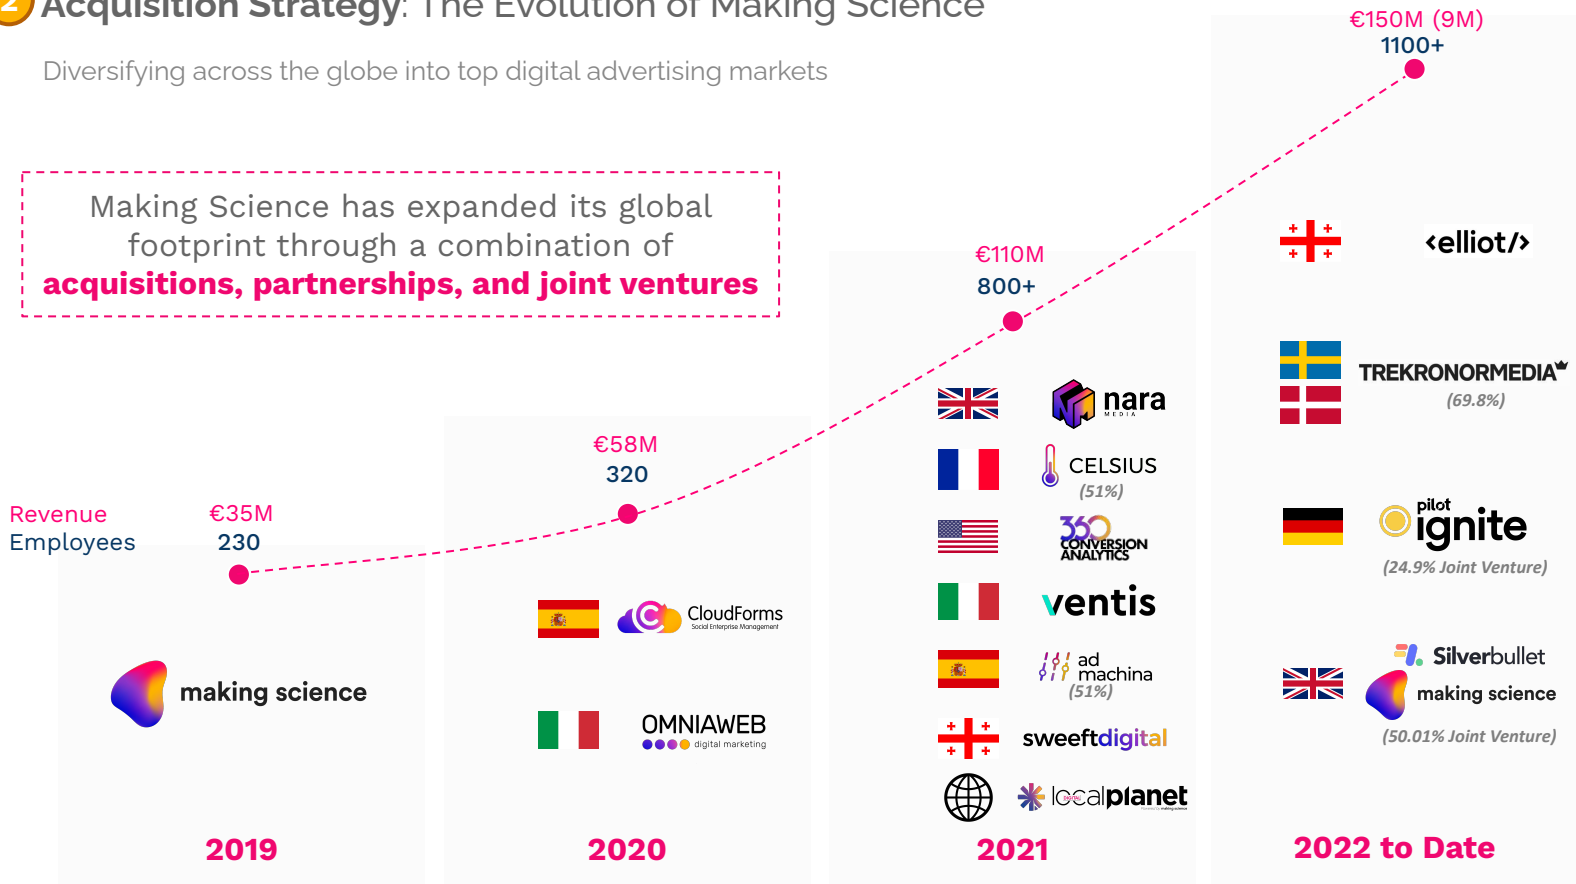 2 Acquisition Strategy: The Evolution of Making Science
Diversifying across the globe into top digital advertising markets
Making Science has expanded its global
footprint through a combination of
acquisitions, partnerships, and joint ventures
Revenue
Employees
€35M
230
making science
2019
€58M
320
CloudForms
Social Enterprise Management
OMNIAWEB
digital marketing
2020
€110M
800+
nara
MEDIA
CELSIUS
(51%)
360
CONVERSION
ANALYTICS
ventis
ad
machina
(51%)
sweeftdigital
localplanet
DIGITAL
2021
€150M (9M)
1100+
<elliot/>
TREKRONORMEDIA
(69.8%)
pilot
ignite
(24.9% Joint Venture)
Silverbullet
making science
(50.01% Joint Venture)
2022 to Date